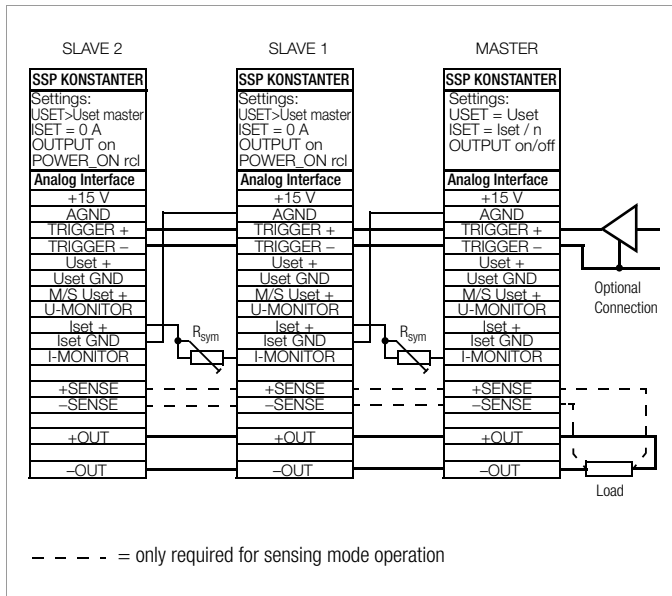 SLAVE 2
SSP KONSTANTER
Settings:
USET>Uset master
ISET = 0 A
OUTPUT on
POWER_ON rcl
Analog Interface
+15 V
AGND
TRIGGER +
TRIGGER –
Uset +
Uset GND
M/S Uset +
U-MONITOR
Iset +
Iset GND
I-MONITOR
+SENSE
–SENSE
+OUT
–OUT
Rsym
SLAVE 1
SSP KONSTANTER
Settings:
USET>Uset master
ISET = 0 A
OUTPUT on
POWER_ON rcl
Analog Interface
+15 V
AGND
TRIGGER +
TRIGGER –
Uset +
Uset GND
M/S Uset +
U-MONITOR
Iset +
Iset GND
I-MONITOR
+SENSE
–SENSE
+OUT
–OUT
Rsym
MASTER
SSP KONSTANTER
Settings:
USET = Uset
ISET = Iset / n
OUTPUT on/off
Analog Interface
+15 V
AGND
TRIGGER +
TRIGGER –
Uset +
Uset GND
M/S Uset +
U-MONITOR
Iset +
Iset GND
I-MONITOR
+SENSE
–SENSE
+OUT
–OUT
Optional
Connection
Load
= only required for sensing mode operation